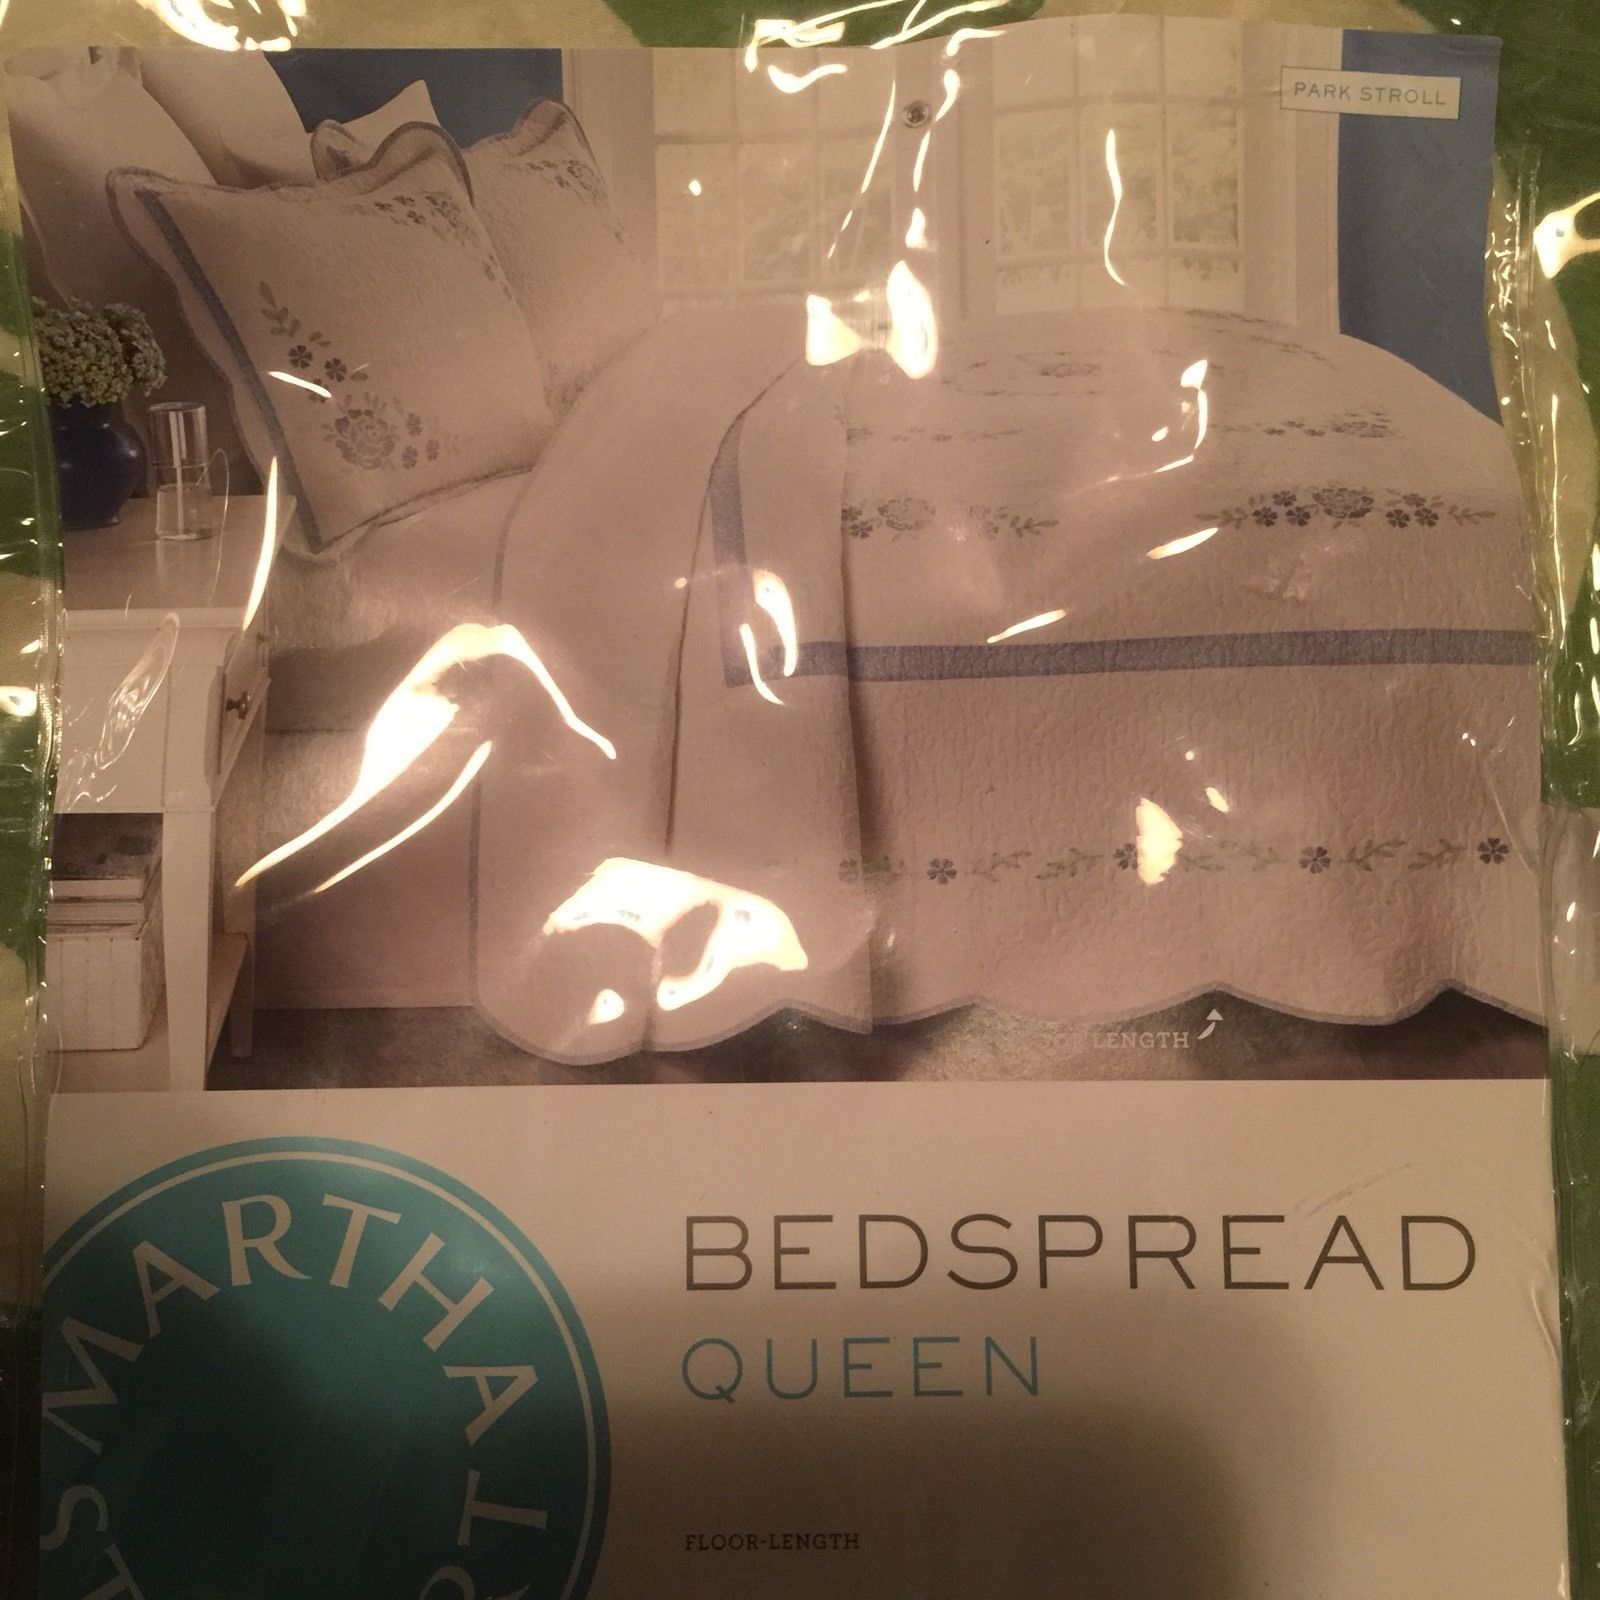 PARK STROLL
LENGTH
MARTHA
BEDSPREAD
QUEEN
FLOOR-LENGTH